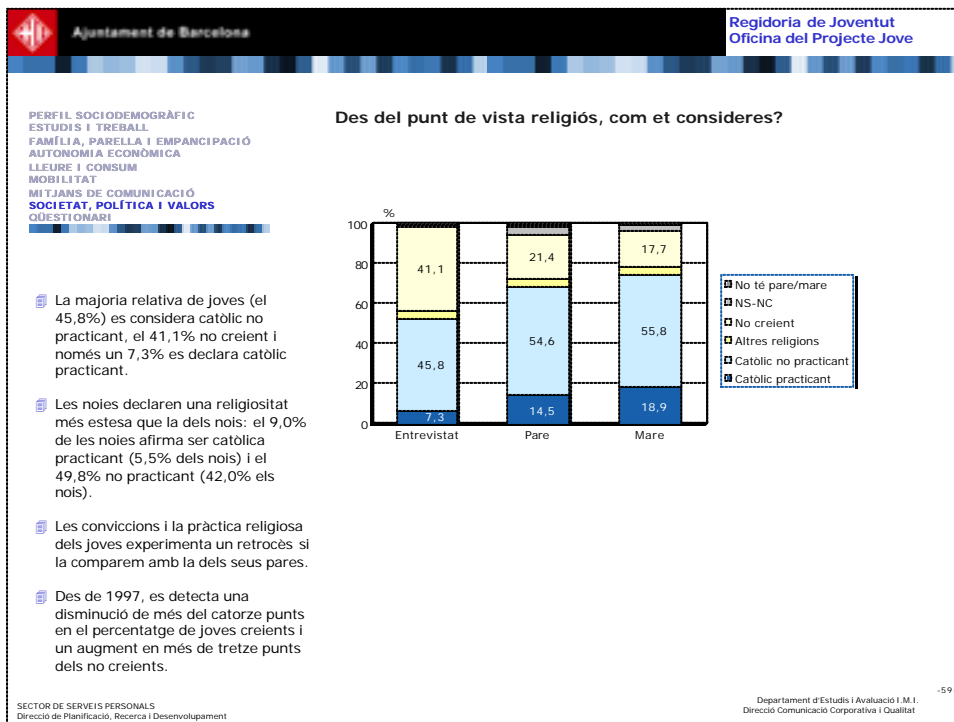 Ajuntament de Barcelona
Regidoria de Joventut
Oficina del Projecte Jove
PERFIL SOCIODEMOGRÀFIC
ESTUDIS I TREBALL
FAMÍLIA, PARELLA I EMPANCIPACIÓ
AUTONOMIA ECONÒMICA
LLEURE I CONSUM
MOBILITAT
MITJANS DE COMUNICACIÓ
SOCIETAT, POLÍTICA I VALORS
QÜESTIONARI
Des del punt de vista religiós, com et consideres?
La majoria relativa de joves (el
45,8%) es considera catòlic no
practicant, el 41,1% no creient i
només un 7,3% es declara catòlic
practicant.
Les noies declaren una religiositat
més estesa que la dels nois: el 9,0%
de les noies afirma ser catòlica
practicant (5,5% dels nois) i el
49,8% no practicant (42,0% els
nois).
Les conviccions i la pràctica religiosa
dels joves experimenta un retrocès si
la comparem amb la dels seus pares.
Des de 1997, es detecta una
disminució de més del catorze punts
en el percentatge de joves creients i
un augment en més de tretze punts
dels no creients.
%
100
80
60
40
20
0
41,1
45,8
7,3
21,4
54,6
14,5
17,7
55,8
18,9
Entrevistat
Pare
Mare
No té pare/mare
NS-NC
No creient
Altres religions
Catòlic no practicant
Catòlic practicant
SECTOR DE SERVEIS PERSONALS
Direcció de Planificació, Recerca i Desenvolupament
Departament d'Estudis i Avaluació I.M.I.
Direcció Comunicació Corporativa i Qualitat
-59